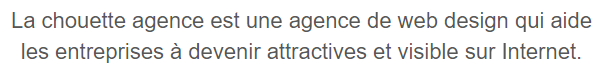 La chouette agence est une agence de web design qui aide
les entreprises à devenir attractives et visible sur Internet.